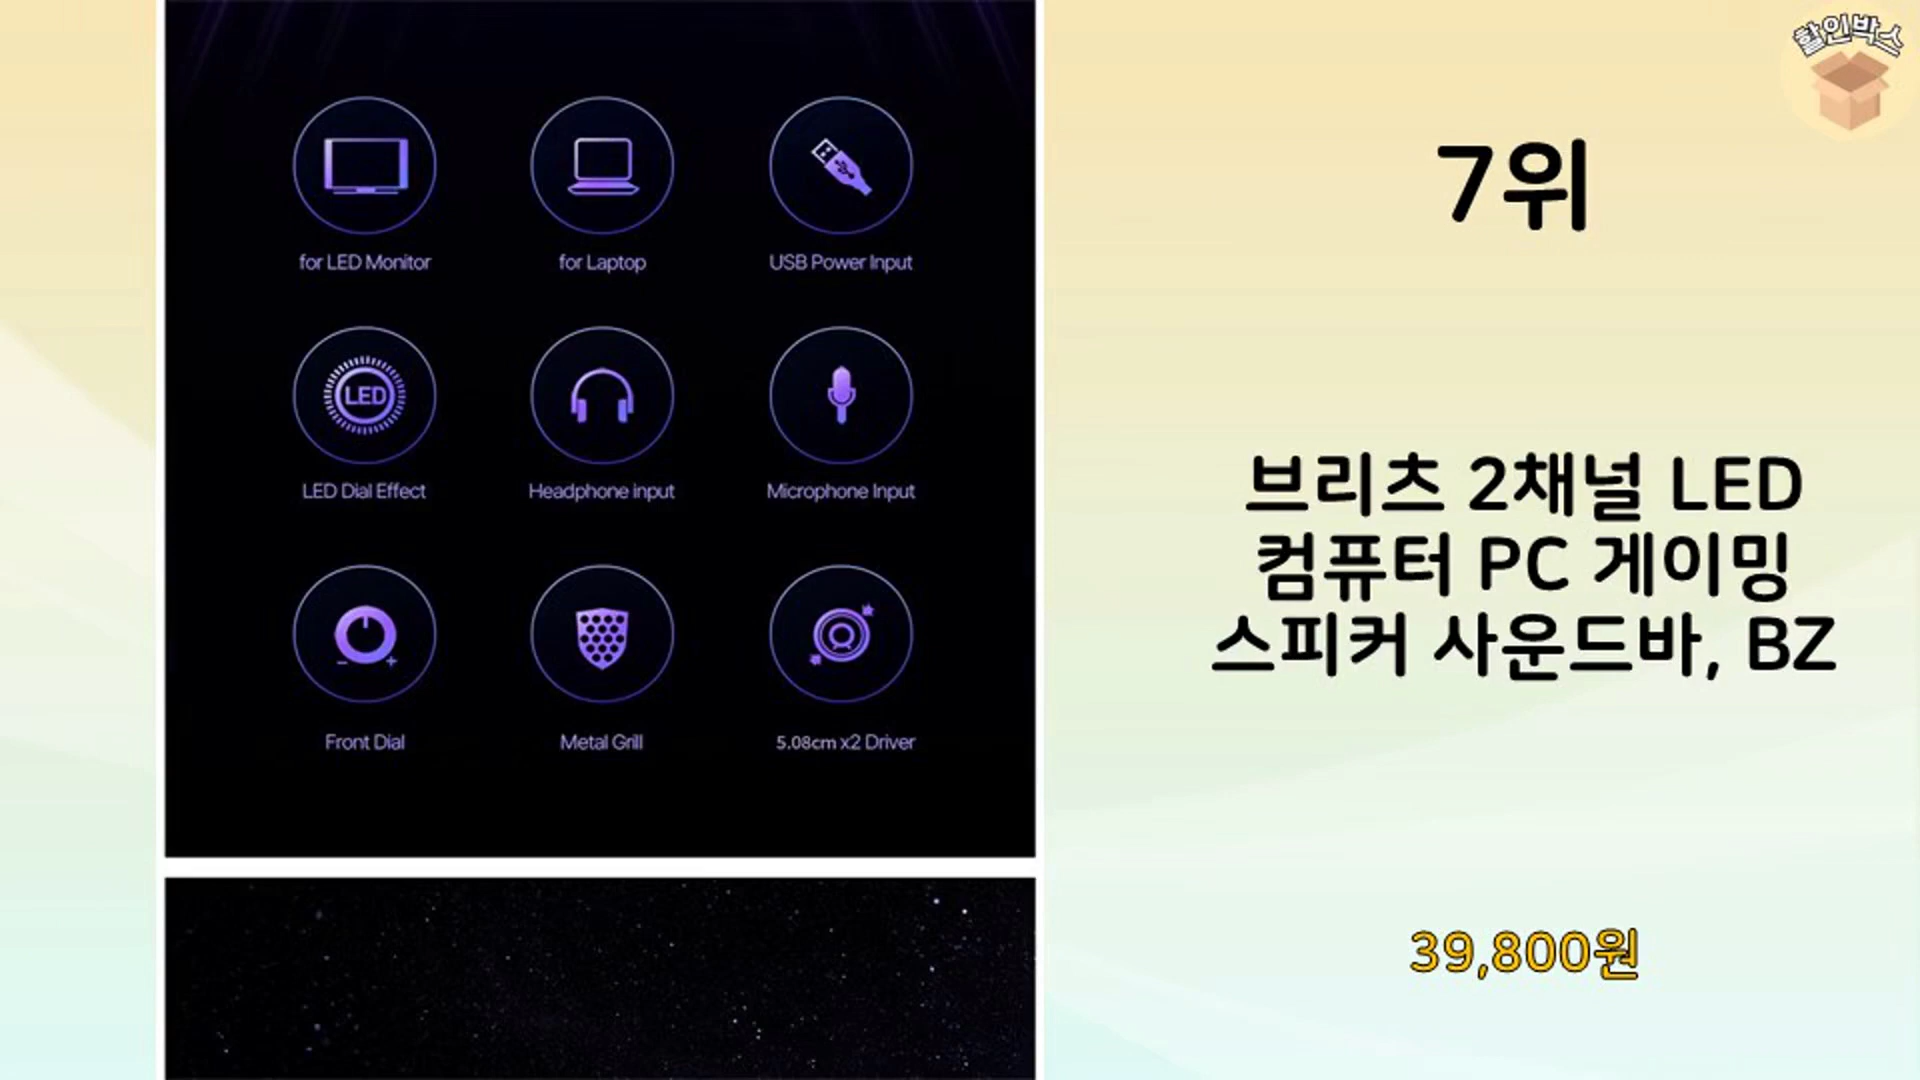 for LED Monitor
for Laptop
USB Power Input
LED
LED Dial Effect
Headphone input
Microphone Input
Front Dial
Metal Grill
5.08cm x2 Driver
할인박스
7위
브리츠 2채널 LED
컴퓨터 PC 게이밍
스피커 사운드바, BZ
39,800원